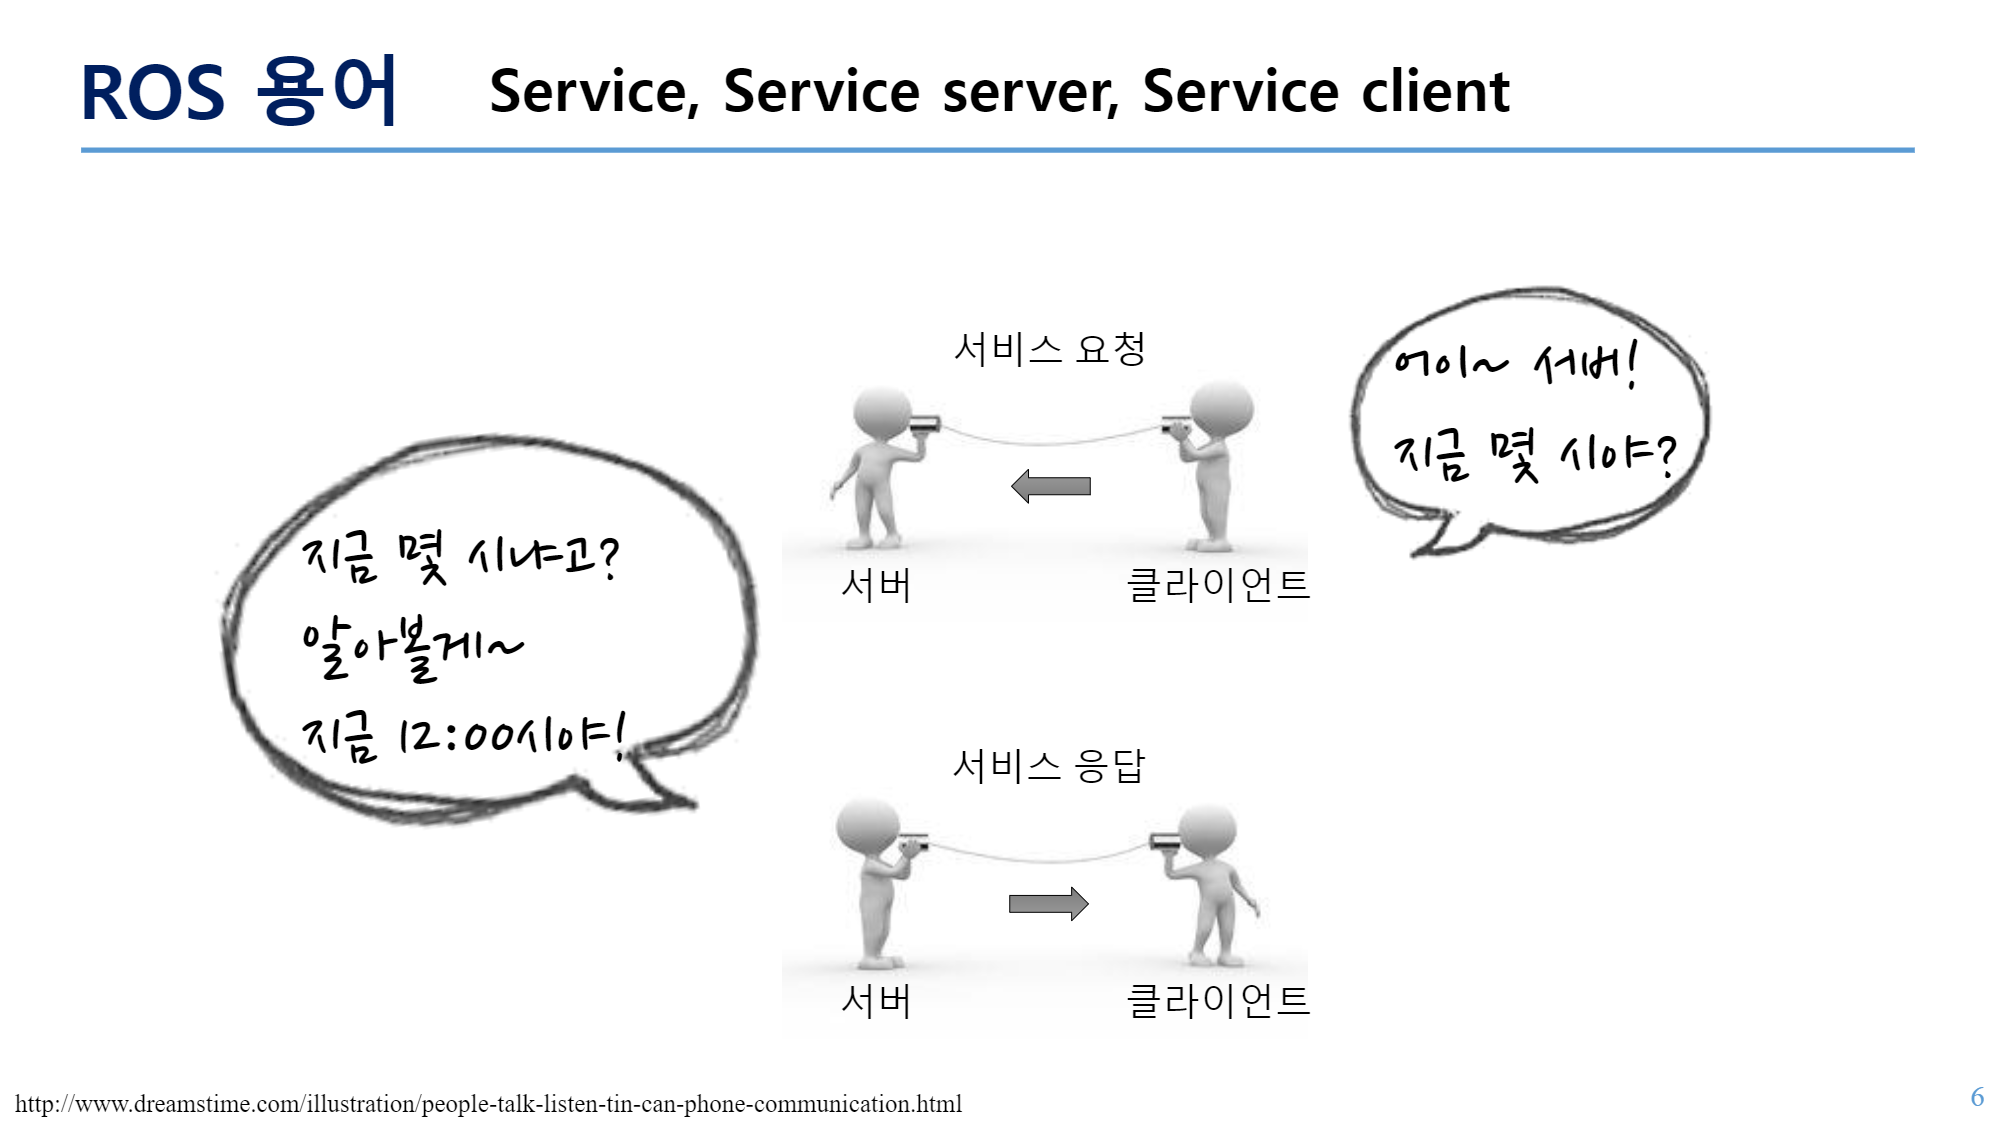 ROS 용어 Service, Service server, Service client
서비스 요청
어이~ 서버!
지금 몇 시야?
서버 클라이언트
지금 몇 시냐고?
알아볼게~
지금 12:00시야!
서비스 응답
서버 클라이언트
http://www.dreamstime.com/illustration/people-talk-listen-tin-can-phone-communication.html
6